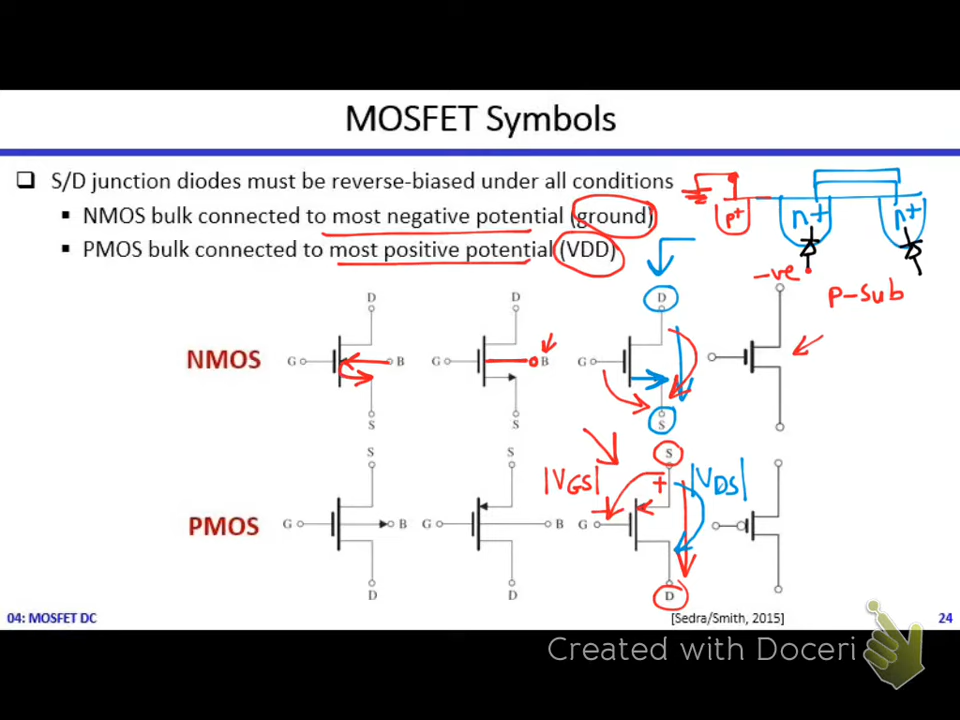 MOSFET Symbols
S/D junction diodes must be reverse-biased under all conditions
NMOS bulk connected to most negative potential (ground)
PMOS bulk connected to most positive potential (VDD)
p+ n+ n+
-ve
P-sub
D D D
NMOS G B G B G
S S S
S S S
|VGS| + |VDS|
PMOS G B G B G
D D D
04: MOSFET DC [Sedra/Smith, 2015] 24
Created with Doceri